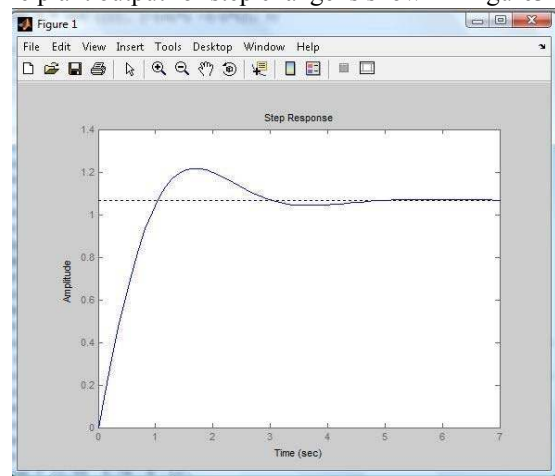 Figure 1
File Edit View Insert Tools Desktop Window Help
Step Response
Amplitude
1.4
1.2
1
0.8
0.6
0.4
0.2
0
0 1 2 3 4 5 6 7
Time (sec)